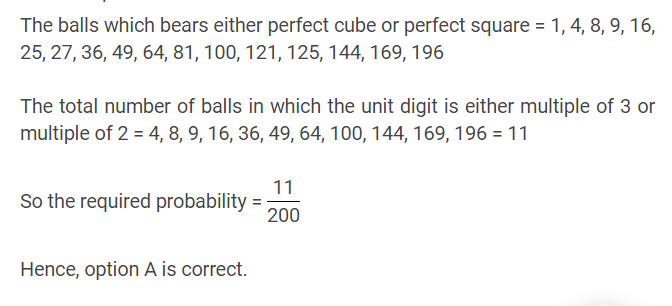 The balls which bears either perfect cube or perfect square = 1, 4, 8, 9, 16,
25, 27, 36, 49, 64, 81, 100, 121, 125, 144, 169, 196
The total number of balls in which the unit digit is either multiple of 3 or
multiple of 2 = 4, 8, 9, 16, 36, 49, 64, 100, 144, 169, 196 = 11
So the required probability = 11/200
Hence, option A is correct.